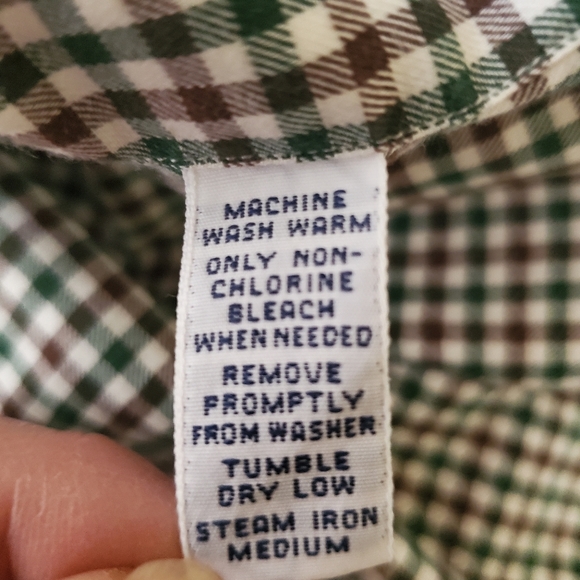 MACHINE
WASH WARM
ONLY NON-
CHLORINE
BLEACH
WHEN NEEDED
REMOVE
PROMPTLY
FROM WASHER
TUMBLE
DRY LOW
STEAM IRON
MEDIUM